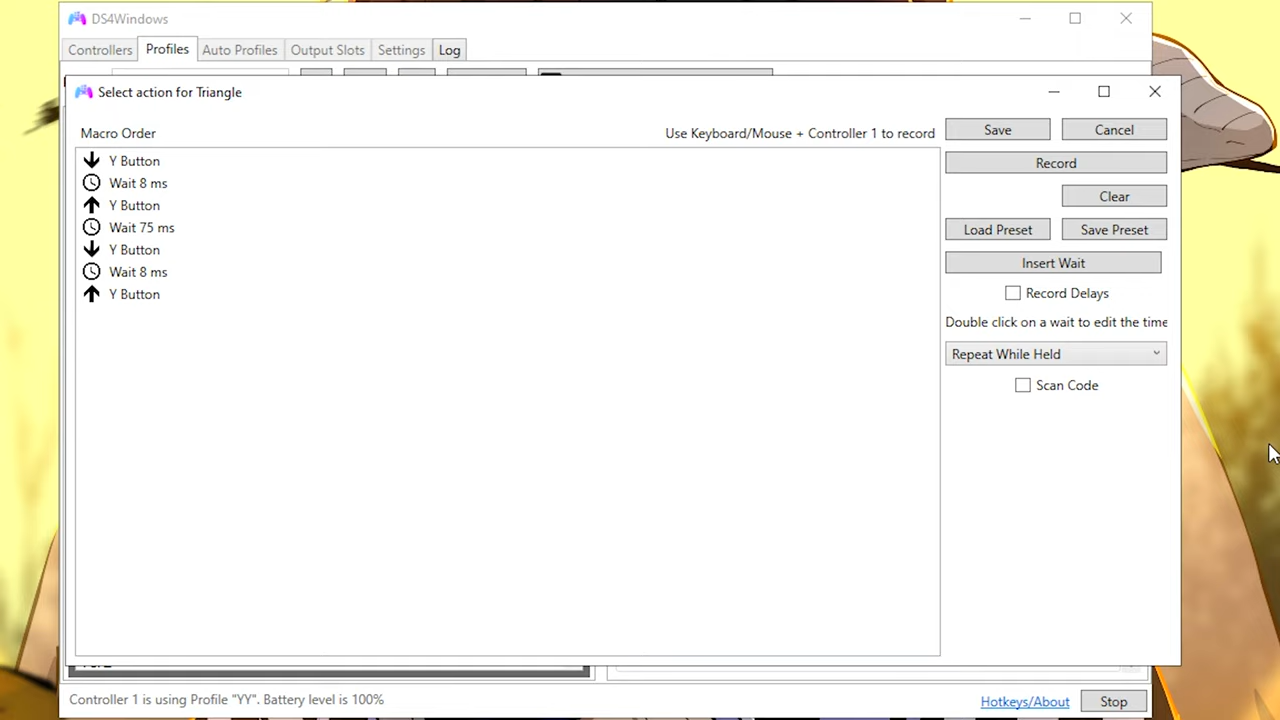 DS4Windows
Controllers Profiles Auto Profiles Output Slots Settings Log
Select action for Triangle
Macro Order
Use Keyboard/Mouse + Controller 1 to record
Save Cancel
Y Button
Record
Wait 8 ms
Clear
Y Button
Wait 75 ms
Load Preset Save Preset
Y Button
Insert Wait
Wait 8 ms
Y Button
Record Delays
Double click on a wait to edit the time
Repeat While Held
Scan Code
Controller 1 is using Profile "YY". Battery level is 100%
Hotkeys/About Stop